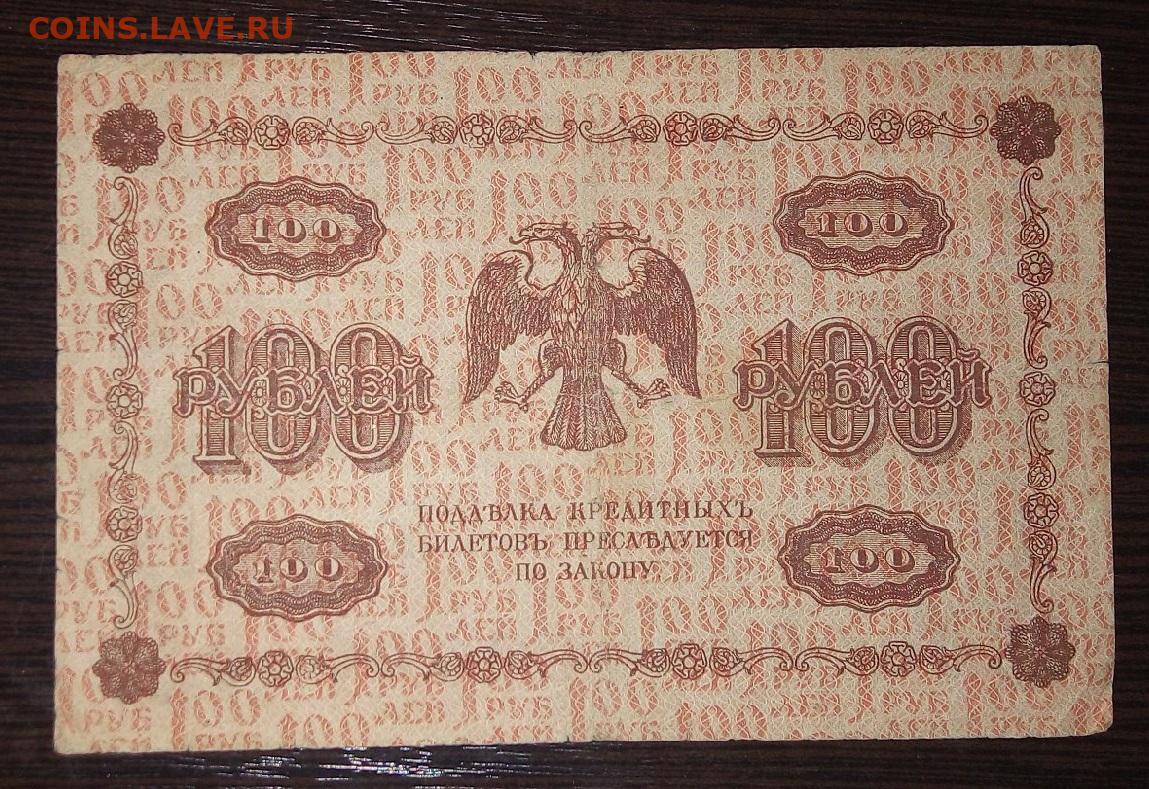 COINS.LAVE.RU
100 100
100 100
РУБЛЕЙ РУБЛЕЙ
ПОДДѢЛКА КРЕДИТНЫХЪ
БИЛЕТОВЪ ПРЕСЛѢДУЕТСЯ
ПО ЗАКОНУ
100 100